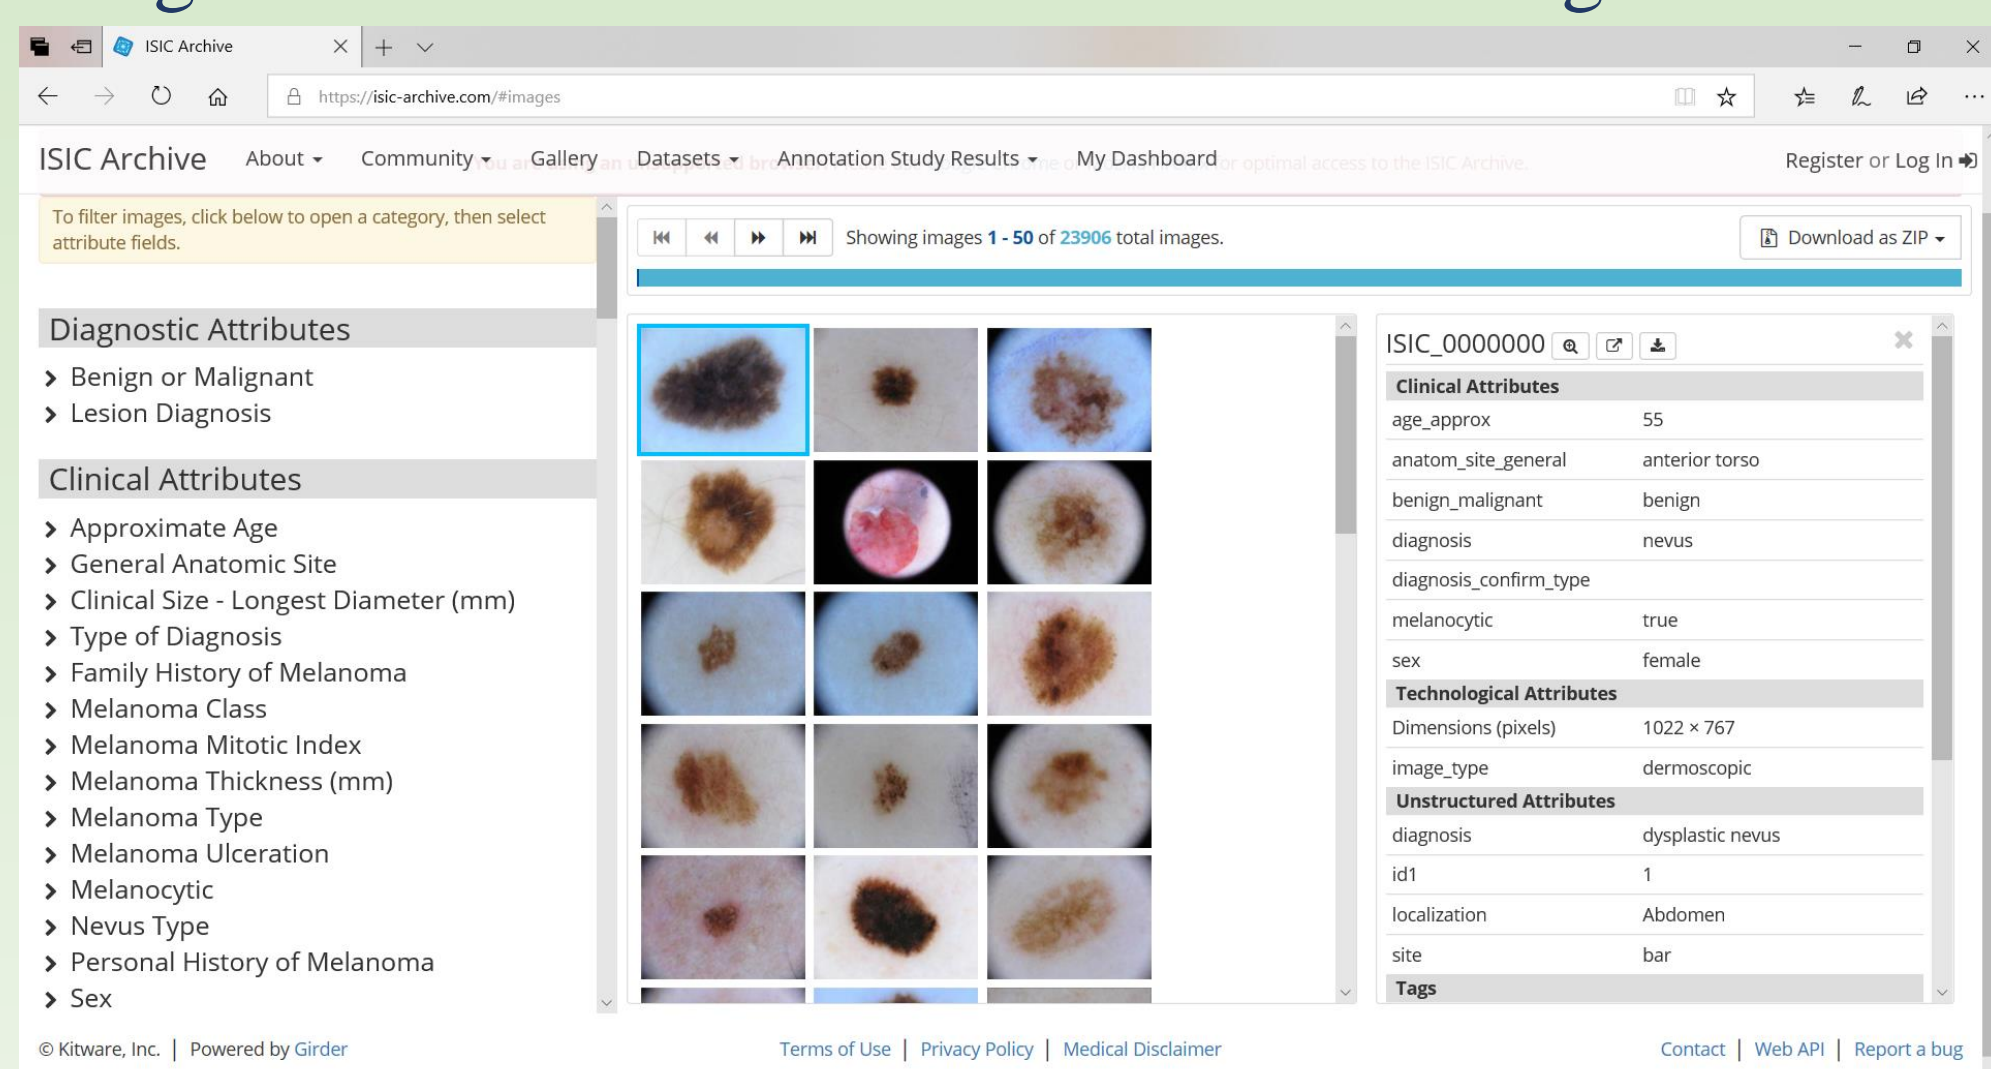 ISIC Archive
https://isic-archive.com/#images
ISIC Archive About Community Gallery Datasets Annotation Study Results My Dashboard Register or Log In
To filter images, click below to open a category, then select
attribute fields.
Diagnostic Attributes
Benign or Malignant
Lesion Diagnosis
Clinical Attributes
Approximate Age
General Anatomic Site
Clinical Size - Longest Diameter (mm)
Type of Diagnosis
Family History of Melanoma
Melanoma Class
Melanoma Mitotic Index
Melanoma Thickness (mm)
Melanoma Type
Melanoma Ulceration
Melanocytic
Nevus Type
Personal History of Melanoma
Sex
Showing images 1 - 50 of 23906 total images.
Download as ZIP
ISIC_0000000
Clinical Attributes
age_approx 55
anatom_site_general anterior torso
benign_malignant benign
diagnosis nevus
diagnosis_confirm_type
melanocytic true
sex female
Technological Attributes
Dimensions (pixels) 1022 × 767
image_type dermoscopic
Unstructured Attributes
diagnosis dysplastic nevus
id1 1
localization Abdomen
site bar
Tags
© Kitware, Inc. | Powered by Girder
Terms of Use | Privacy Policy | Medical Disclaimer
Contact | Web API | Report a bug